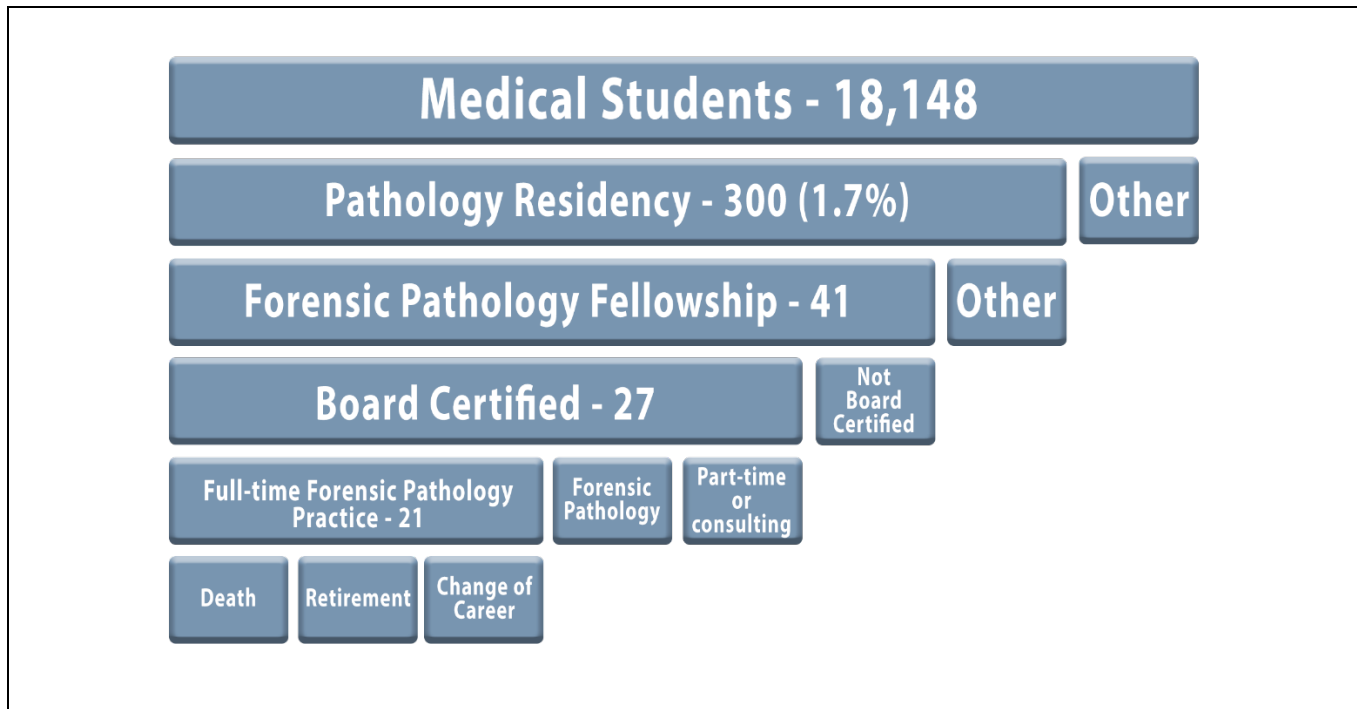 Medical Students - 18,148
Pathology Residency - 300 (1.7%)
Other
Forensic Pathology Fellowship - 41
Other
Board Certified - 27
Not
Board
Certified
Full-time Forensic Pathology
Practice - 21
Forensic
Pathology
Part-time
or
consulting
Death
Retirement
Change of
Career